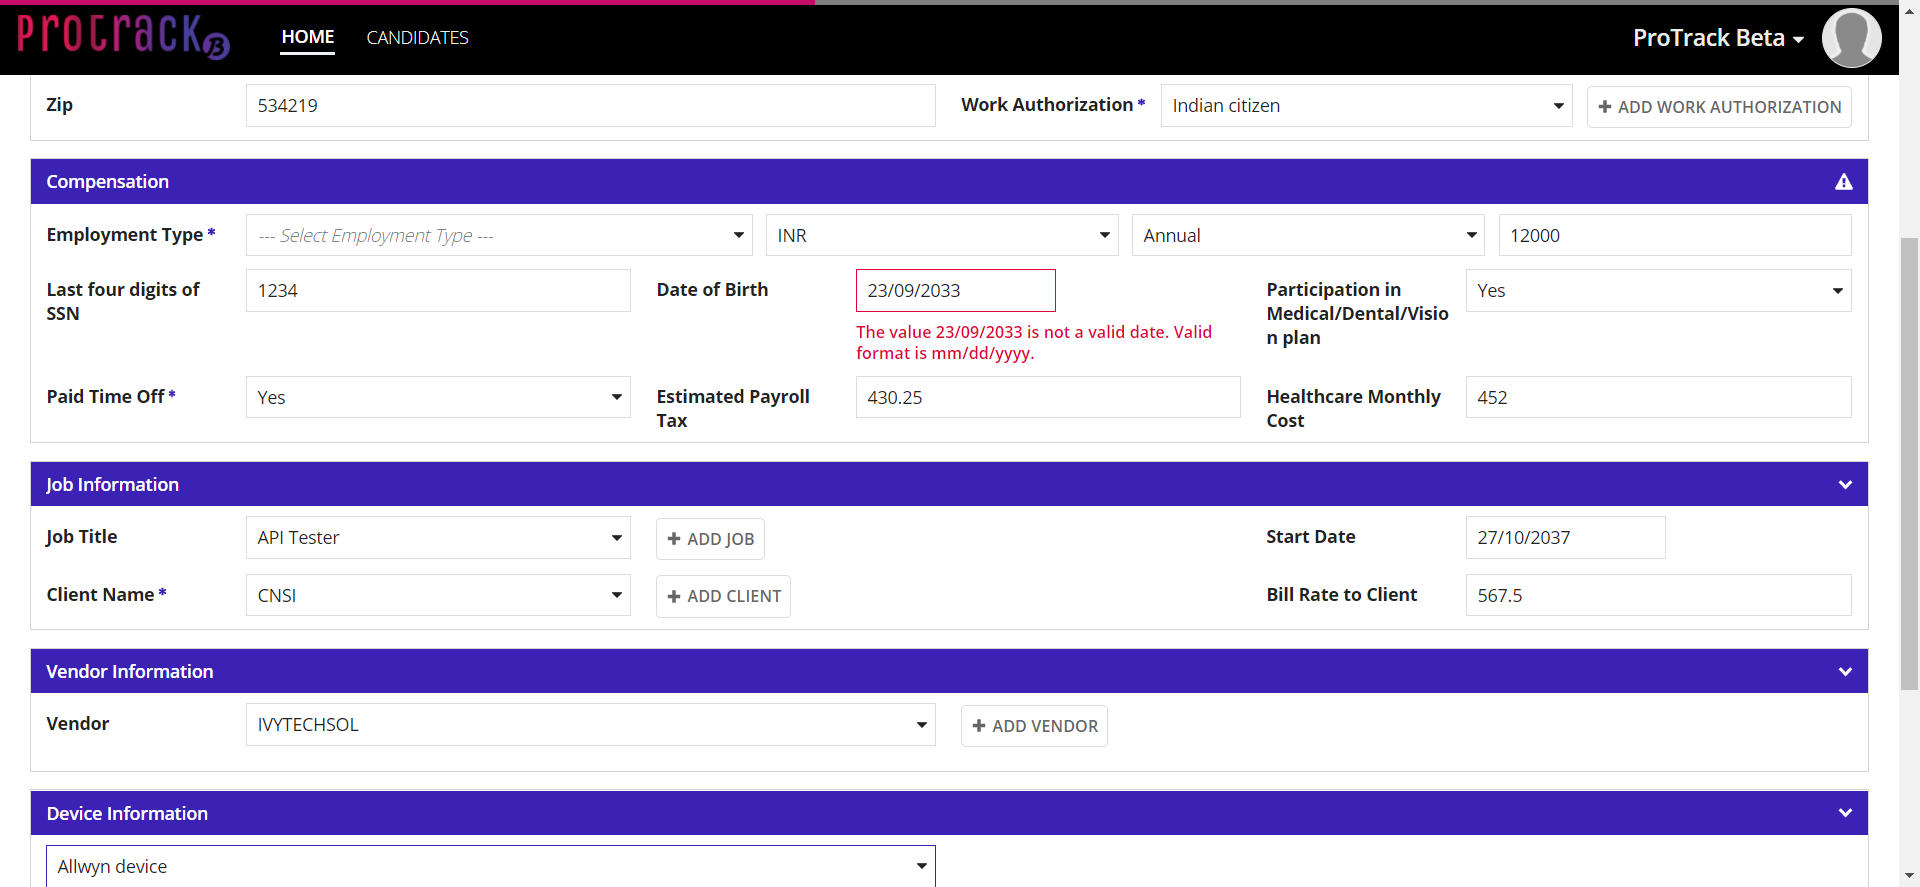 ProTrack B HOME CANDIDATES ProTrack Beta
Zip 534219 Work Authorization * Indian citizen ADD WORK AUTHORIZATION
Compensation
Employment Type * --- Select Employment Type --- INR Annual 12000
Last four digits of SSN 1234 Date of Birth 23/09/2033 Participation in Medical/Dental/Vision plan Yes
The value 23/09/2033 is not a valid date. Valid
format is mm/dd/yyyy.
Paid Time Off * Yes Estimated Payroll Tax 430.25 Healthcare Monthly Cost 452
Job Information
Job Title API Tester ADD JOB Start Date 27/10/2037
Client Name * CNSI ADD CLIENT Bill Rate to Client 567.5
Vendor Information
Vendor IVYTECHSOL ADD VENDOR
Device Information
Allwyn device